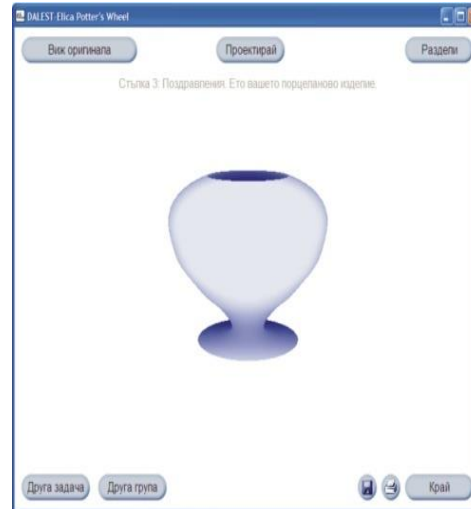 DALEST-Elica Potter's Wheel
Виж оригинала
Проектирай
Раздели
Стъпка 3: Поздравления. Ето вашето порцеланово изделие.
Друга задача
Друга група
Край